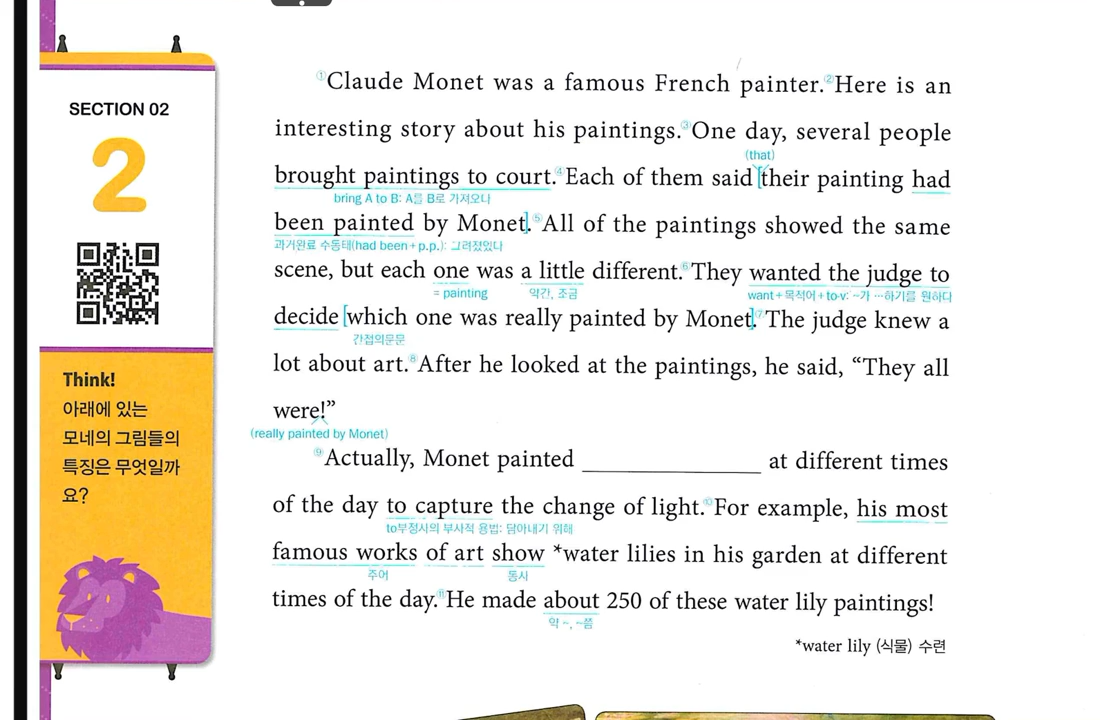 SECTION 02
2
Think!
아래에 있는
모네의 그림들의
특징은 무엇일까
요?
①Claude Monet was a famous French painter. ②Here is an
interesting story about his paintings. ③One day, several people
(that)
brought paintings to court. ④Each of them said [their painting had
bring A to B: A를 B로 가져오다
been painted by Monet]. ⑤All of the paintings showed the same
과거완료 수동태(had been+p.p.): 그려졌었다
scene, but each one was a little different. ⑥They wanted the judge to
= painting 약간, 조금 want+목적어+to-v: ~가 …하기를 원하다
decide [which one was really painted by Monet]. ⑦The judge knew a
간접의문문
lot about art. ⑧After he looked at the paintings, he said, “They all
were!”
(really painted by Monet)
⑨Actually, Monet painted ____________ at different times
of the day to capture the change of light. ⑩For example, his most
to부정사의 부사적 용법: 담아내기 위해
famous works of art show *water lilies in his garden at different
주어 동사
times of the day. ⑪He made about 250 of these water lily paintings!
약 ~, ~쯤
*water lily (식물) 수련